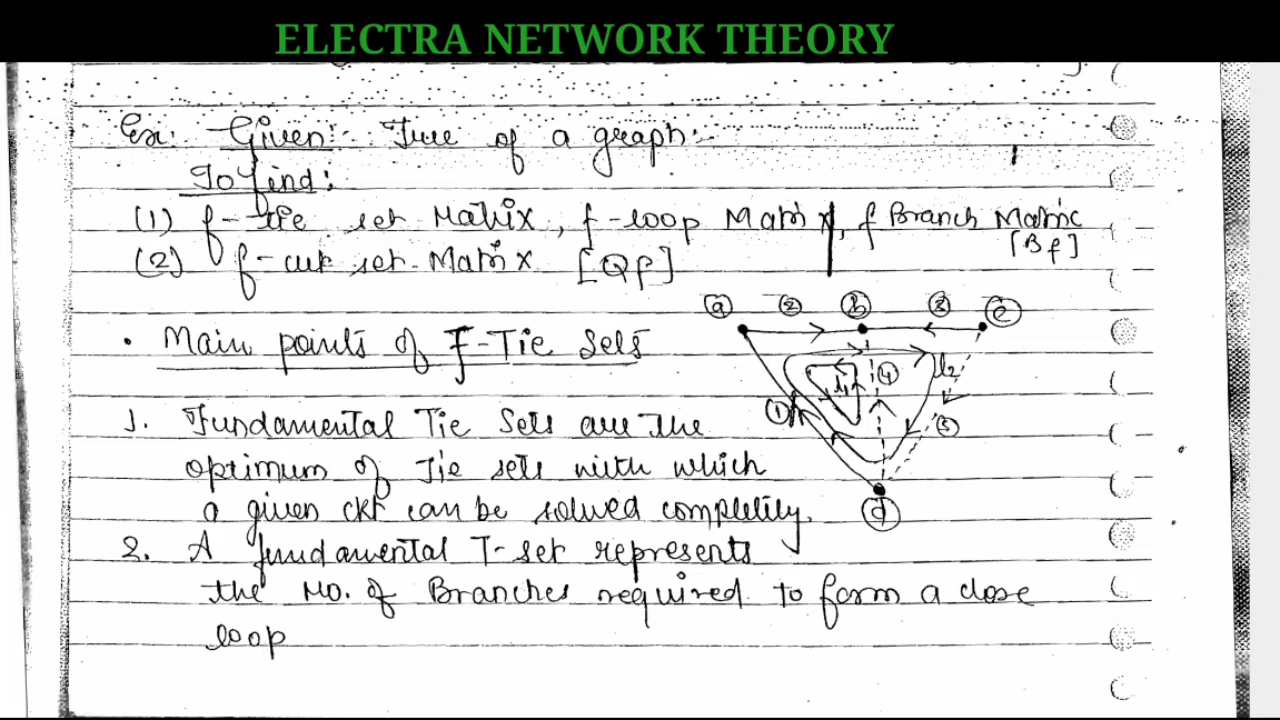 ELECTRA NETWORK THEORY
Ex: Given:- Tree of a graph:-
To find:
(1) f-tie set Matrix, f-loop Matrix, f Branch Matric
[Bf]
(2) f-cut set-Matrix [Qf]
a 2 b 3 c
• Main points of F-Tie Sets
l1 4 l2
1 5
1. Fundamental Tie Sets are the
optimum of Tie sets with which
a given ckt can be solved completely.
d
2. A fundamental T-set represents
the No. of Branches required to form a close
loop